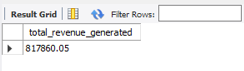 Result Grid Filter Rows:
total_revenue_generated
817860.05